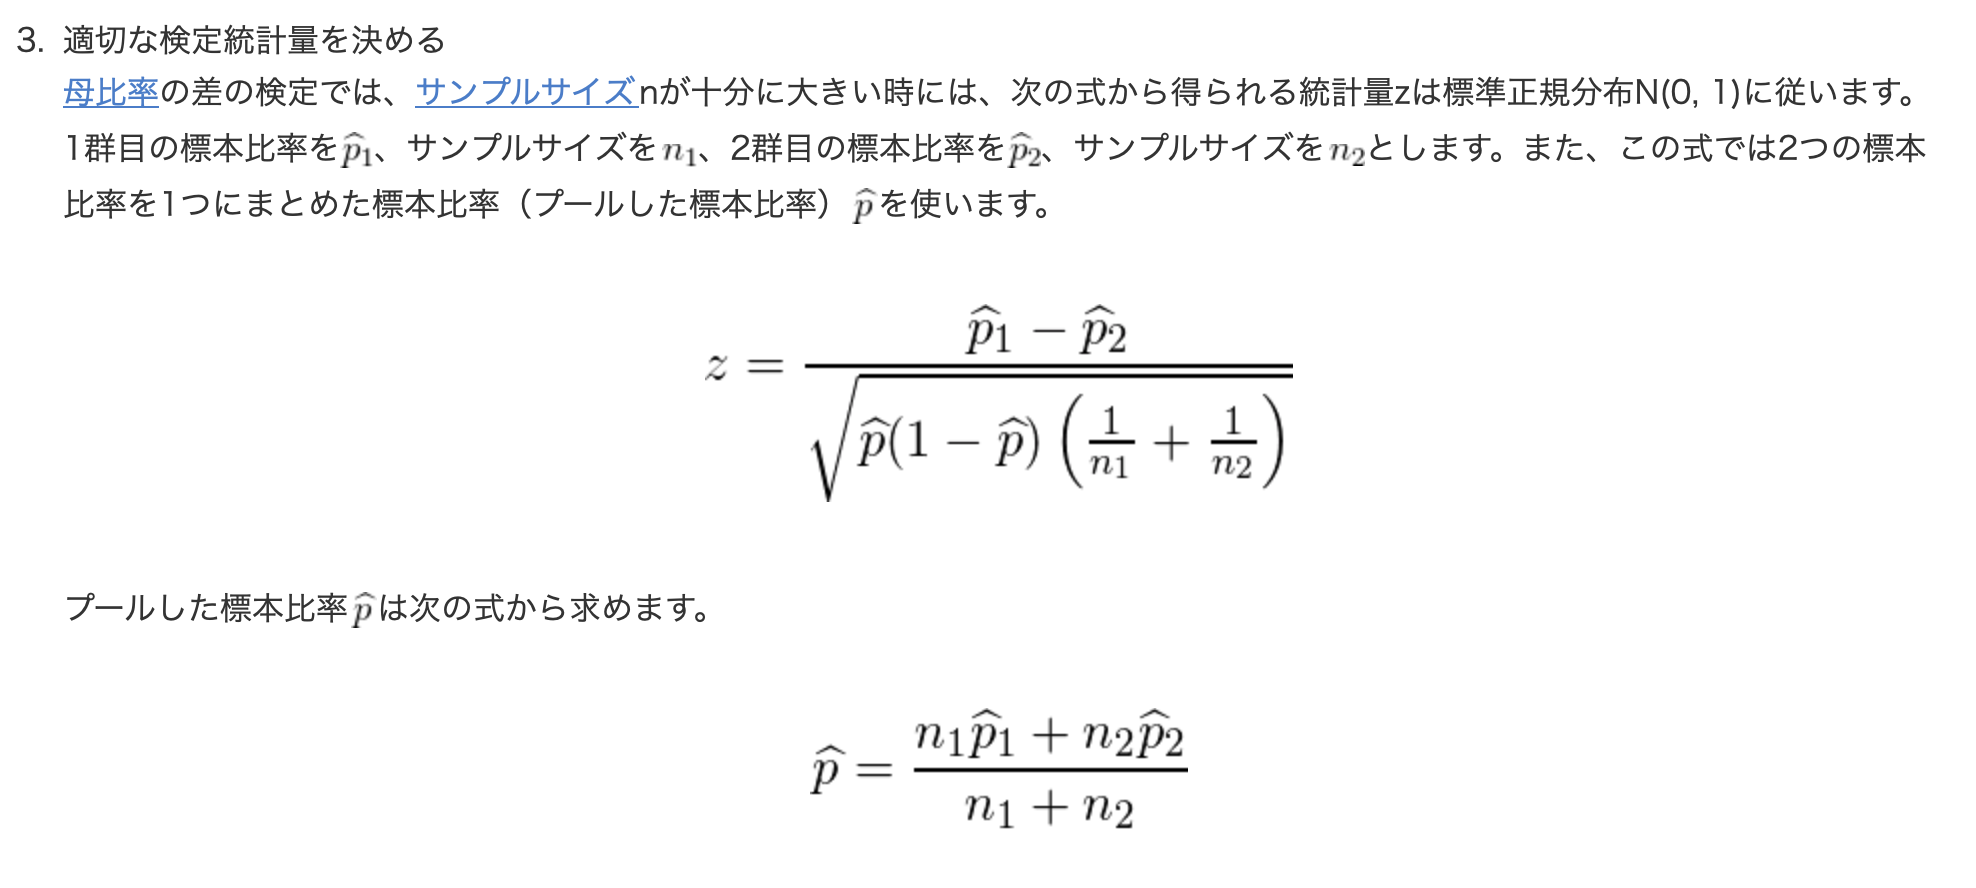 3. 適切な検定統計量を決める
母比率の差の検定では、サンプルサイズnが十分に大きい時には、次の式から得られる統計量zは標準正規分布N(0, 1)に従います。
1群目の標本比率を\widehat{p}_1、サンプルサイズをn_1、2群目の標本比率を\widehat{p}_2、サンプルサイズをn_2とします。また、この式では2つの標本
比率を1つにまとめた標本比率（プールした標本比率）\widehat{p}を使います。
z = \frac{\widehat{p}_1 - \widehat{p}_2}{\sqrt{\widehat{p}(1 - \widehat{p})\left(\frac{1}{n_1} + \frac{1}{n_2}\right)}}
プールした標本比率\widehat{p}は次の式から求めます。
\widehat{p} = \frac{n_1\widehat{p}_1 + n_2\widehat{p}_2}{n_1 + n_2}